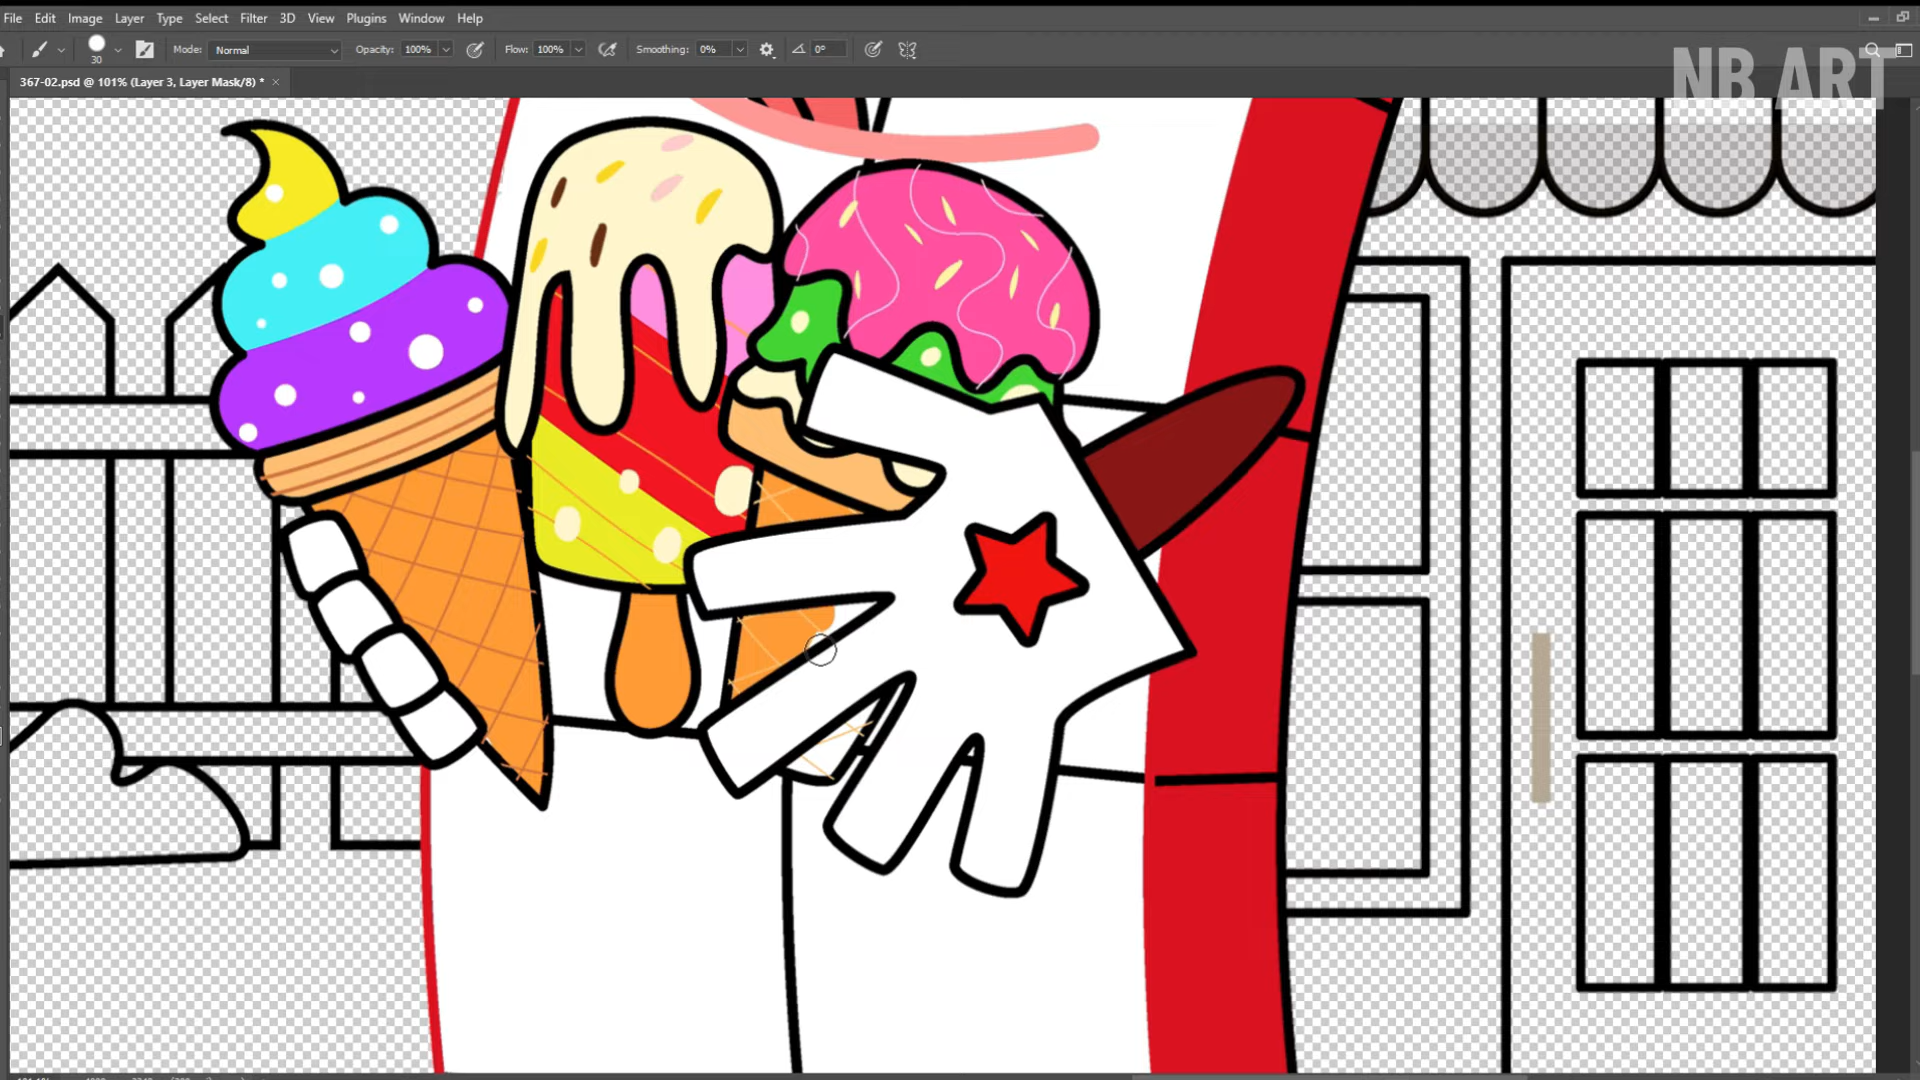 File Edit Image Layer Type Select Filter 3D View Plugins Window Help
30 Mode: Normal Opacity: 100% Flow: 100% Smoothing: 0% 0°
367-02.psd @ 101% (Layer 3, Layer Mask/8) *
NB ART